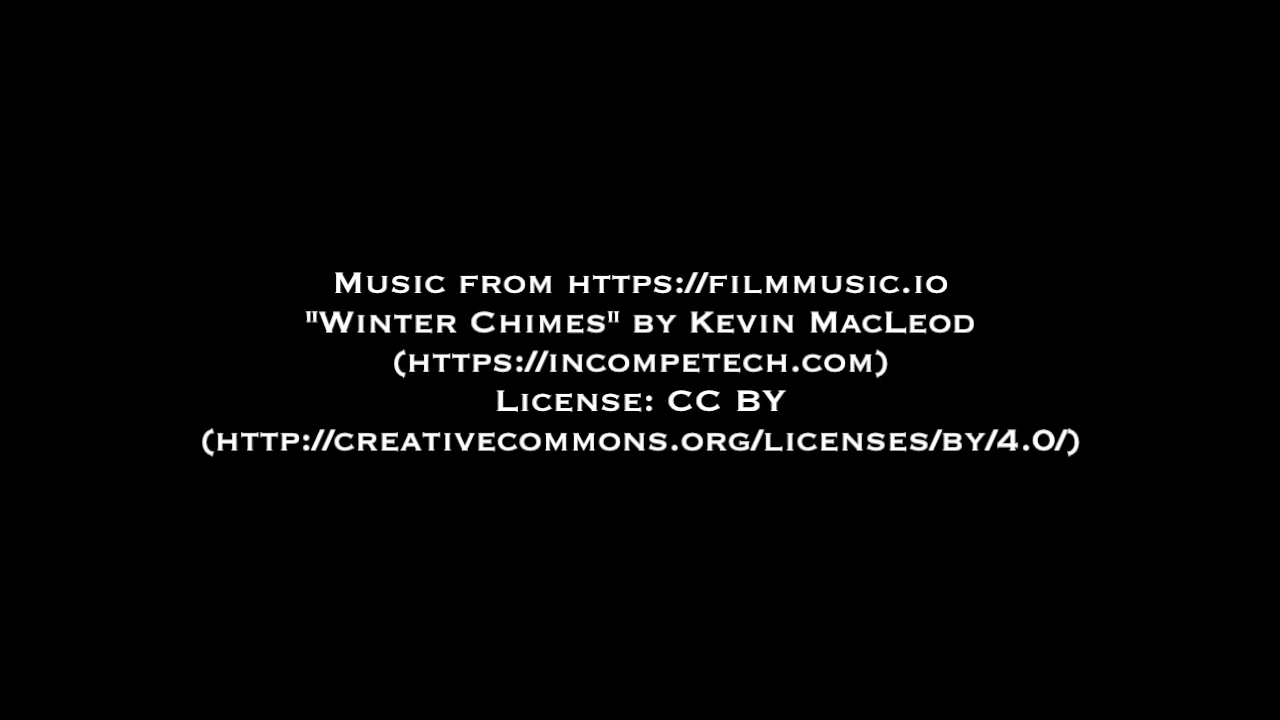 Music from https://filmmusic.io
"Winter Chimes" by Kevin MacLeod
(https://incompetech.com)
License: CC BY
(http://creativecommons.org/licenses/by/4.0/)